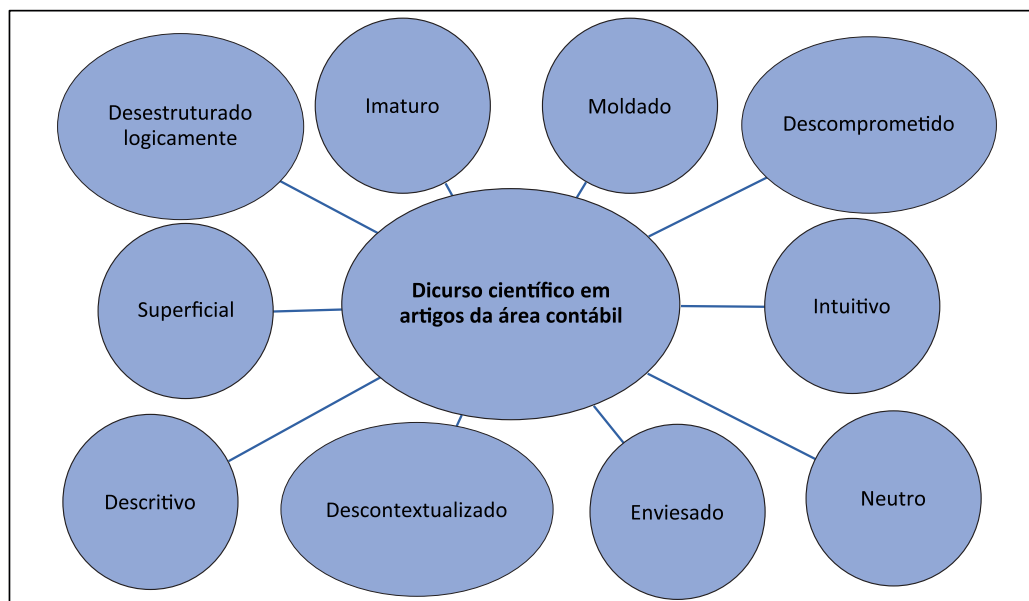 Desestruturado
logicamente
Imaturo
Moldado
Descomprometido
Superficial
Dicurso científico em
artigos da área contábil
Intuitivo
Descritivo
Descontextualizado
Enviesado
Neutro